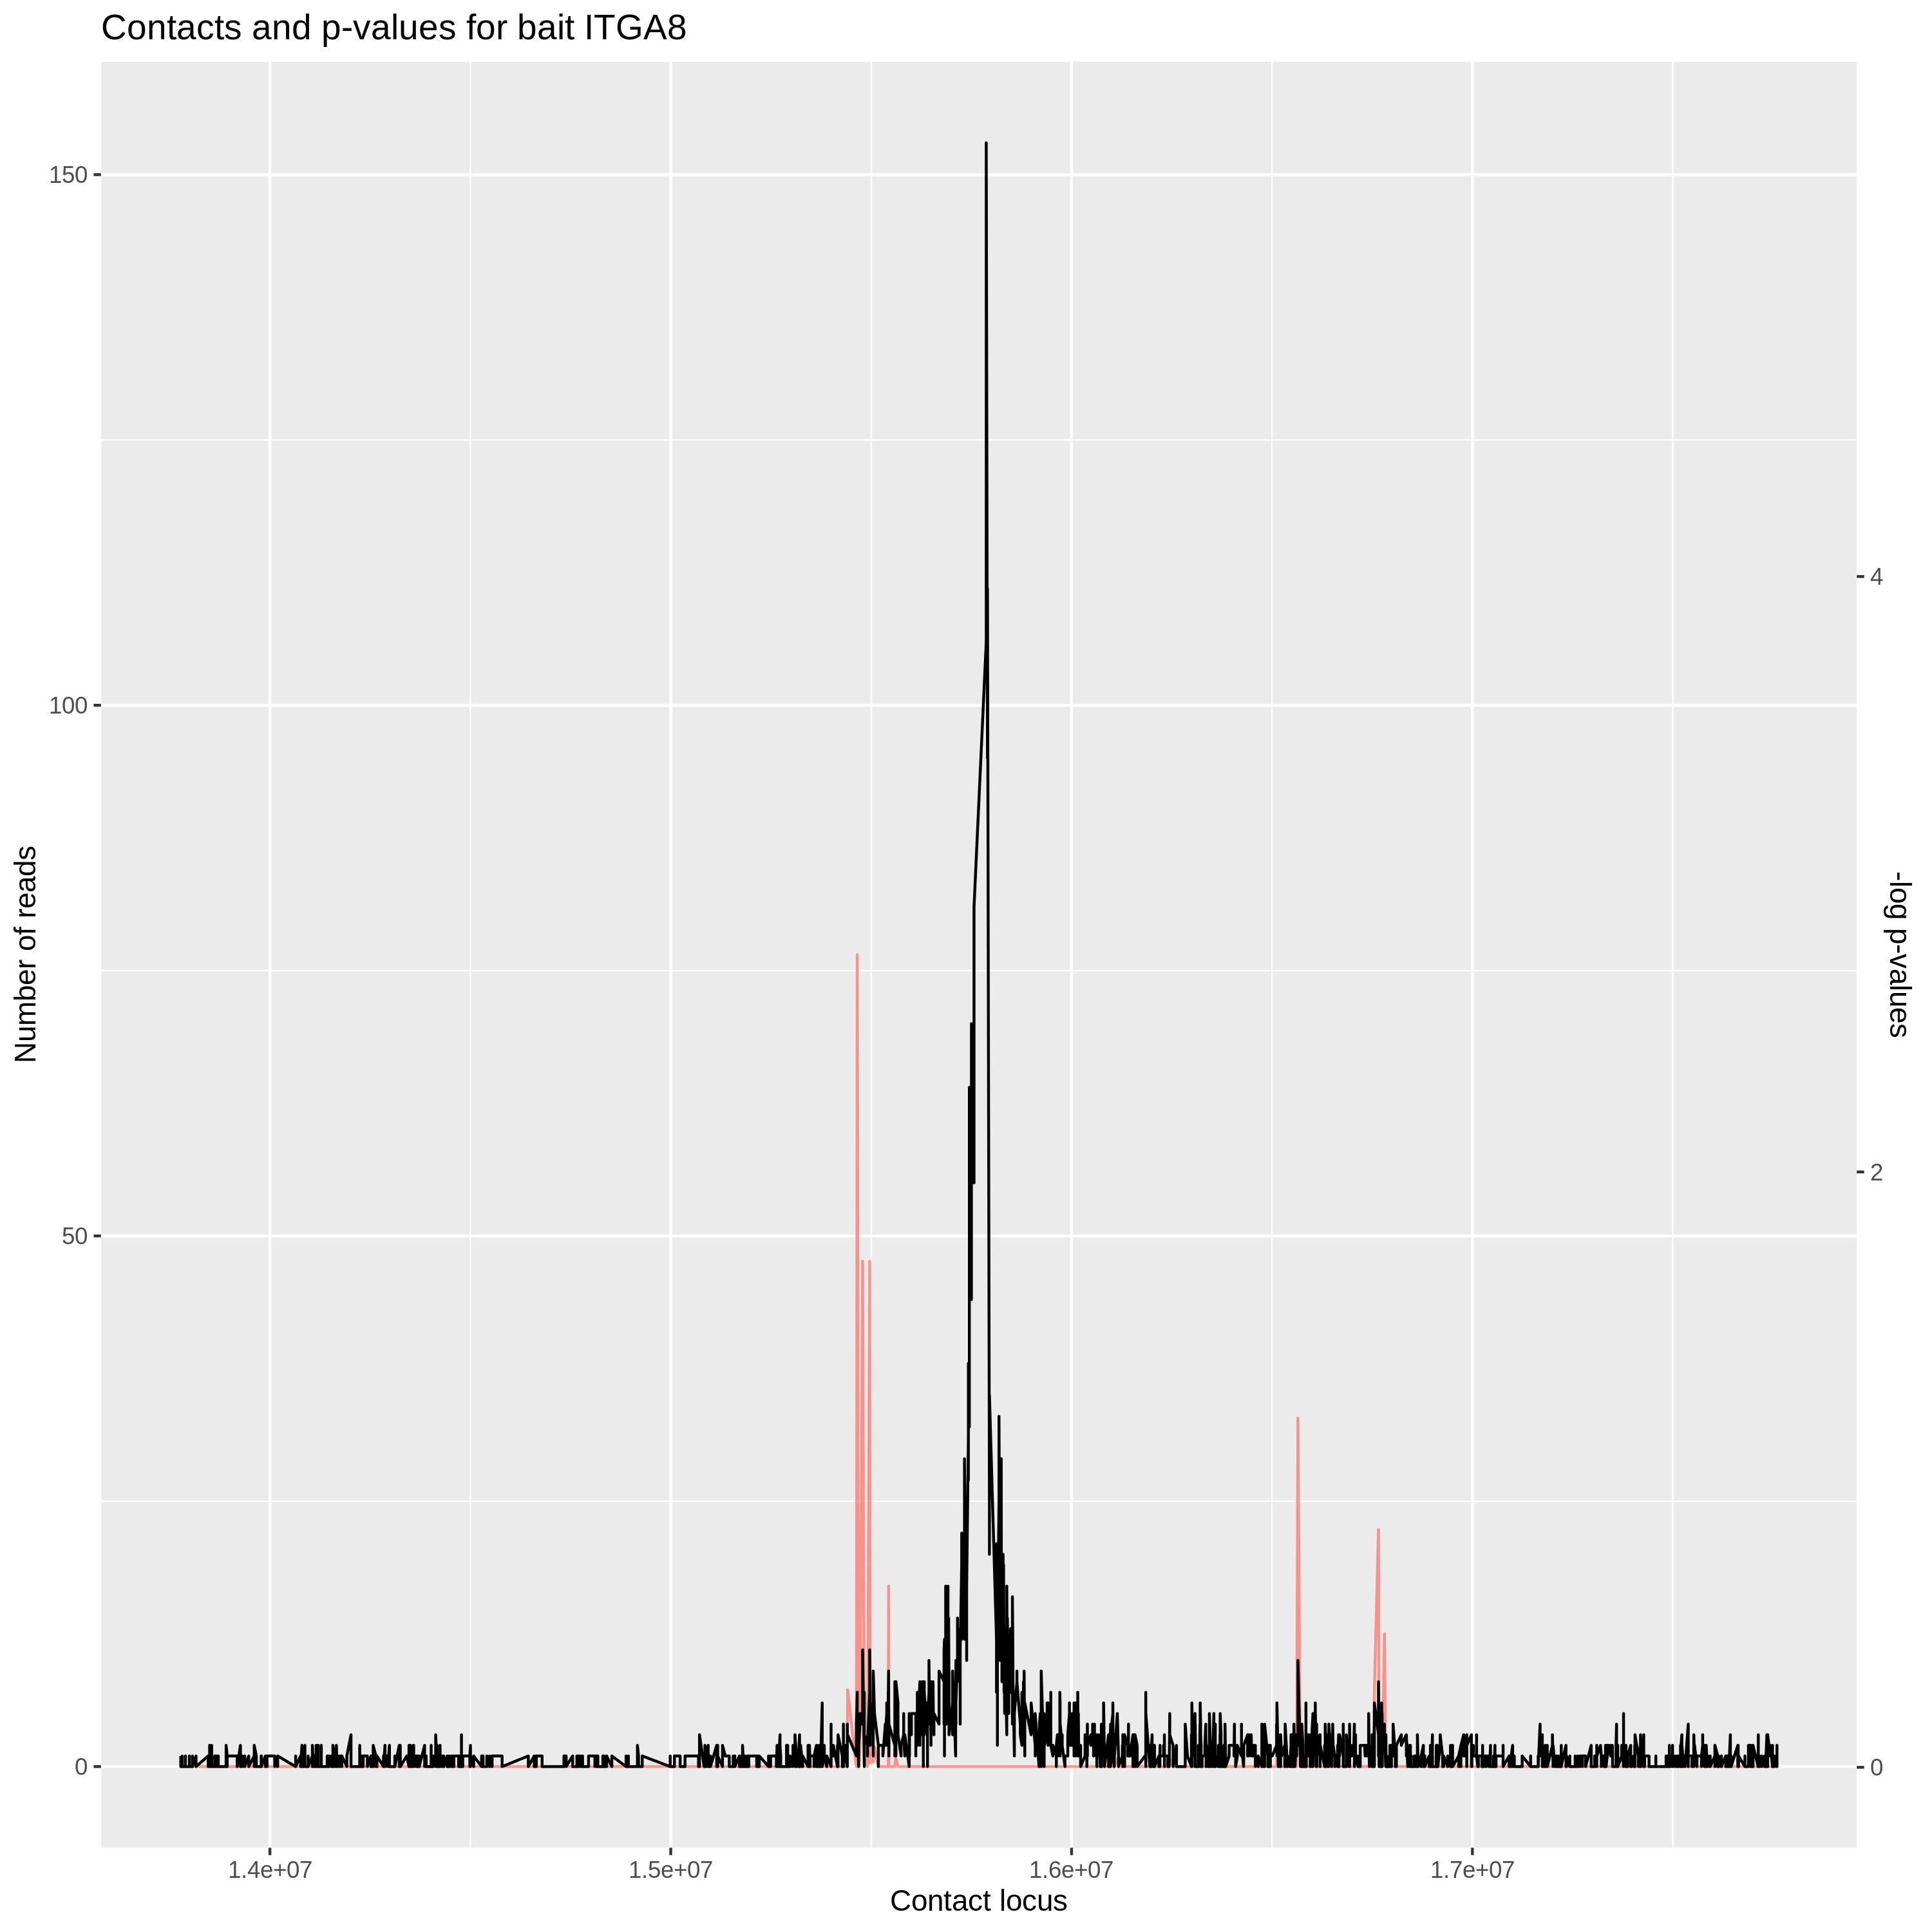 Contacts and p-values for bait ITGA8
150
100
50
0
Number of reads
4
2
0
-log p-values
1.4e+07
1.5e+07
1.6e+07
1.7e+07
Contact locus